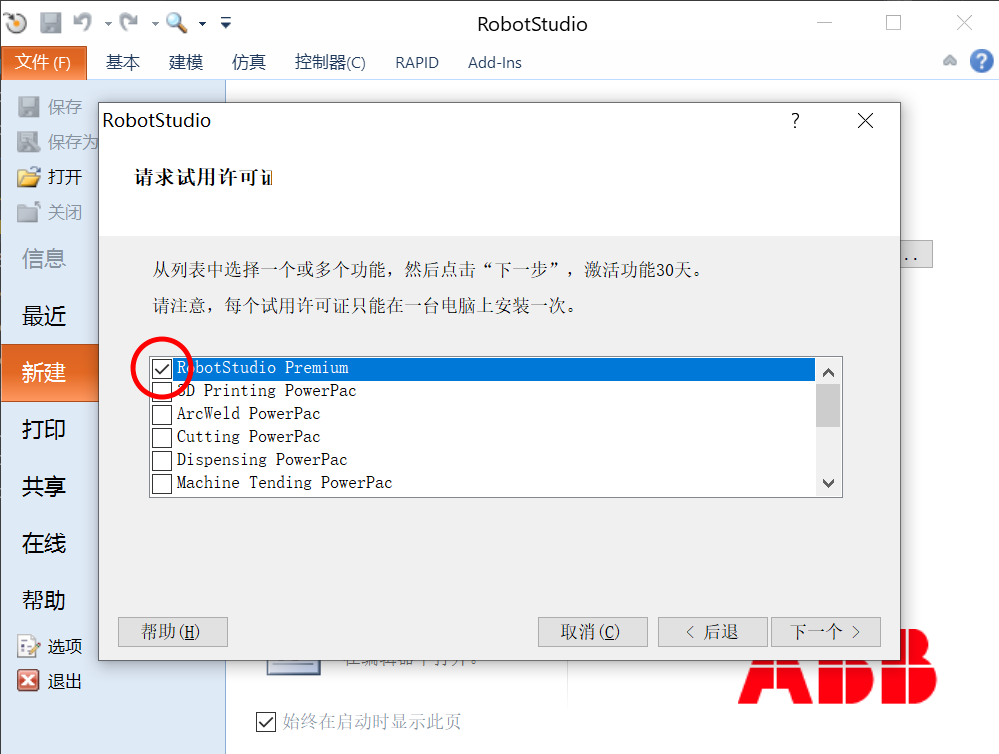 RobotStudio
文件(F) 基本 建模 仿真 控制器(C) RAPID Add-Ins
保存
保存为
打开
关闭
信息
最近
新建
打印
共享
在线
帮助
选项
退出
RobotStudio
请求试用许可证
从列表中选择一个或多个功能，然后点击“下一步”，激活功能30天。
请注意，每个试用许可证只能在一台电脑上安装一次。
RobotStudio Premium
3D Printing PowerPac
ArcWeld PowerPac
Cutting PowerPac
Dispensing PowerPac
Machine Tending PowerPac
帮助(H) 取消(C) < 后退 下一个 >
..
始终在启动时显示此页
ABB